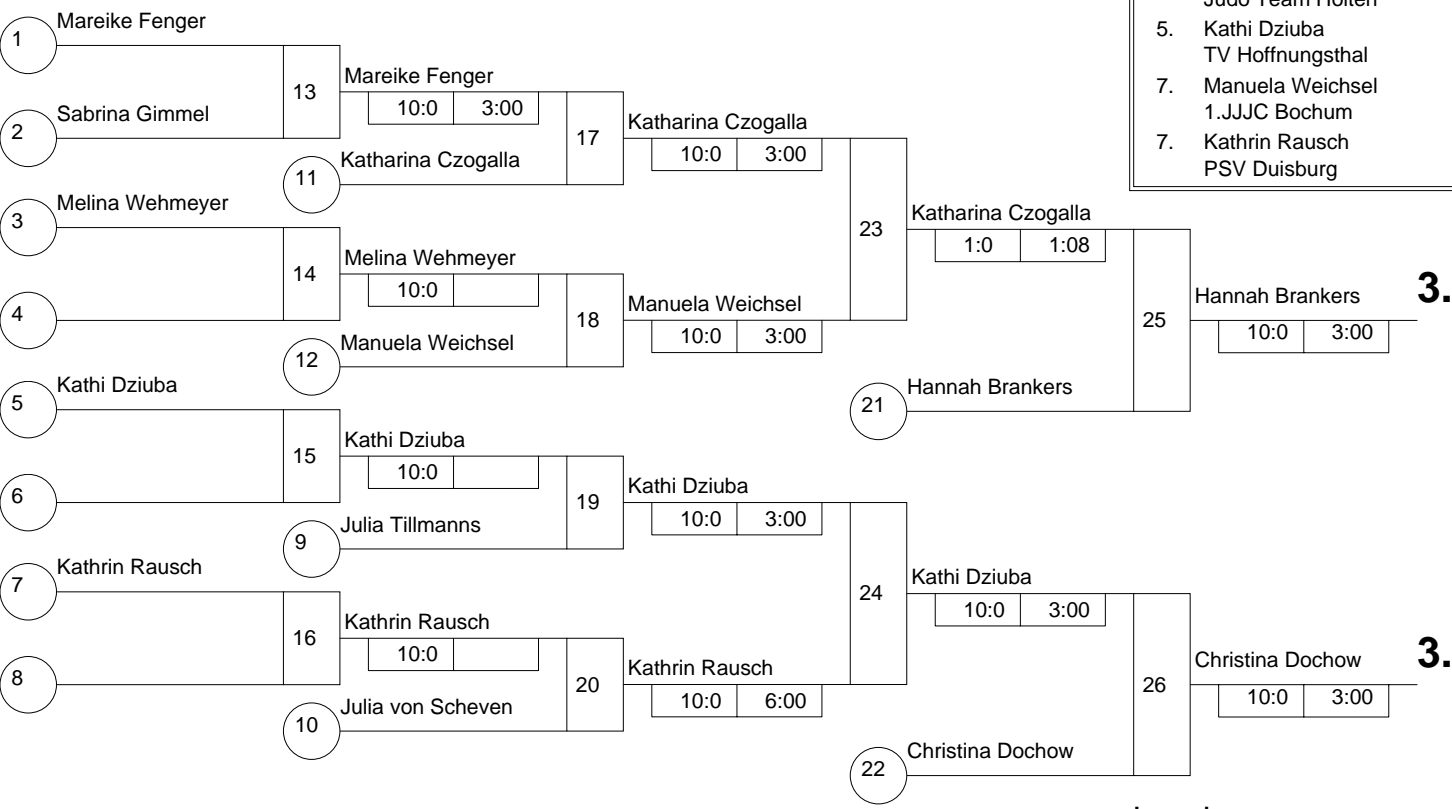 Judo Team Holten
5. Kathi Dziuba
TV Hoffnungsthal
7. Manuela Weichsel
1.JJJC Bochum
7. Kathrin Rausch
PSV Duisburg
1 Mareike Fenger
2 Sabrina Gimmel
3 Melina Wehmeyer
4
5 Kathi Dziuba
6
7 Kathrin Rausch
8
13 Mareike Fenger
10:0 3:00
11 Katharina Czogalla
14 Melina Wehmeyer
10:0
12 Manuela Weichsel
15 Kathi Dziuba
10:0
9 Julia Tillmanns
16 Kathrin Rausch
10:0
10 Julia von Scheven
17 Katharina Czogalla
10:0 3:00
18 Manuela Weichsel
10:0 3:00
19 Kathi Dziuba
10:0 3:00
20 Kathrin Rausch
10:0 6:00
23 Katharina Czogalla
1:0 1:08
21 Hannah Brankers
24 Kathi Dziuba
10:0 3:00
22 Christina Dochow
25 Hannah Brankers 3.
10:0 3:00
26 Christina Dochow 3.
10:0 3:00